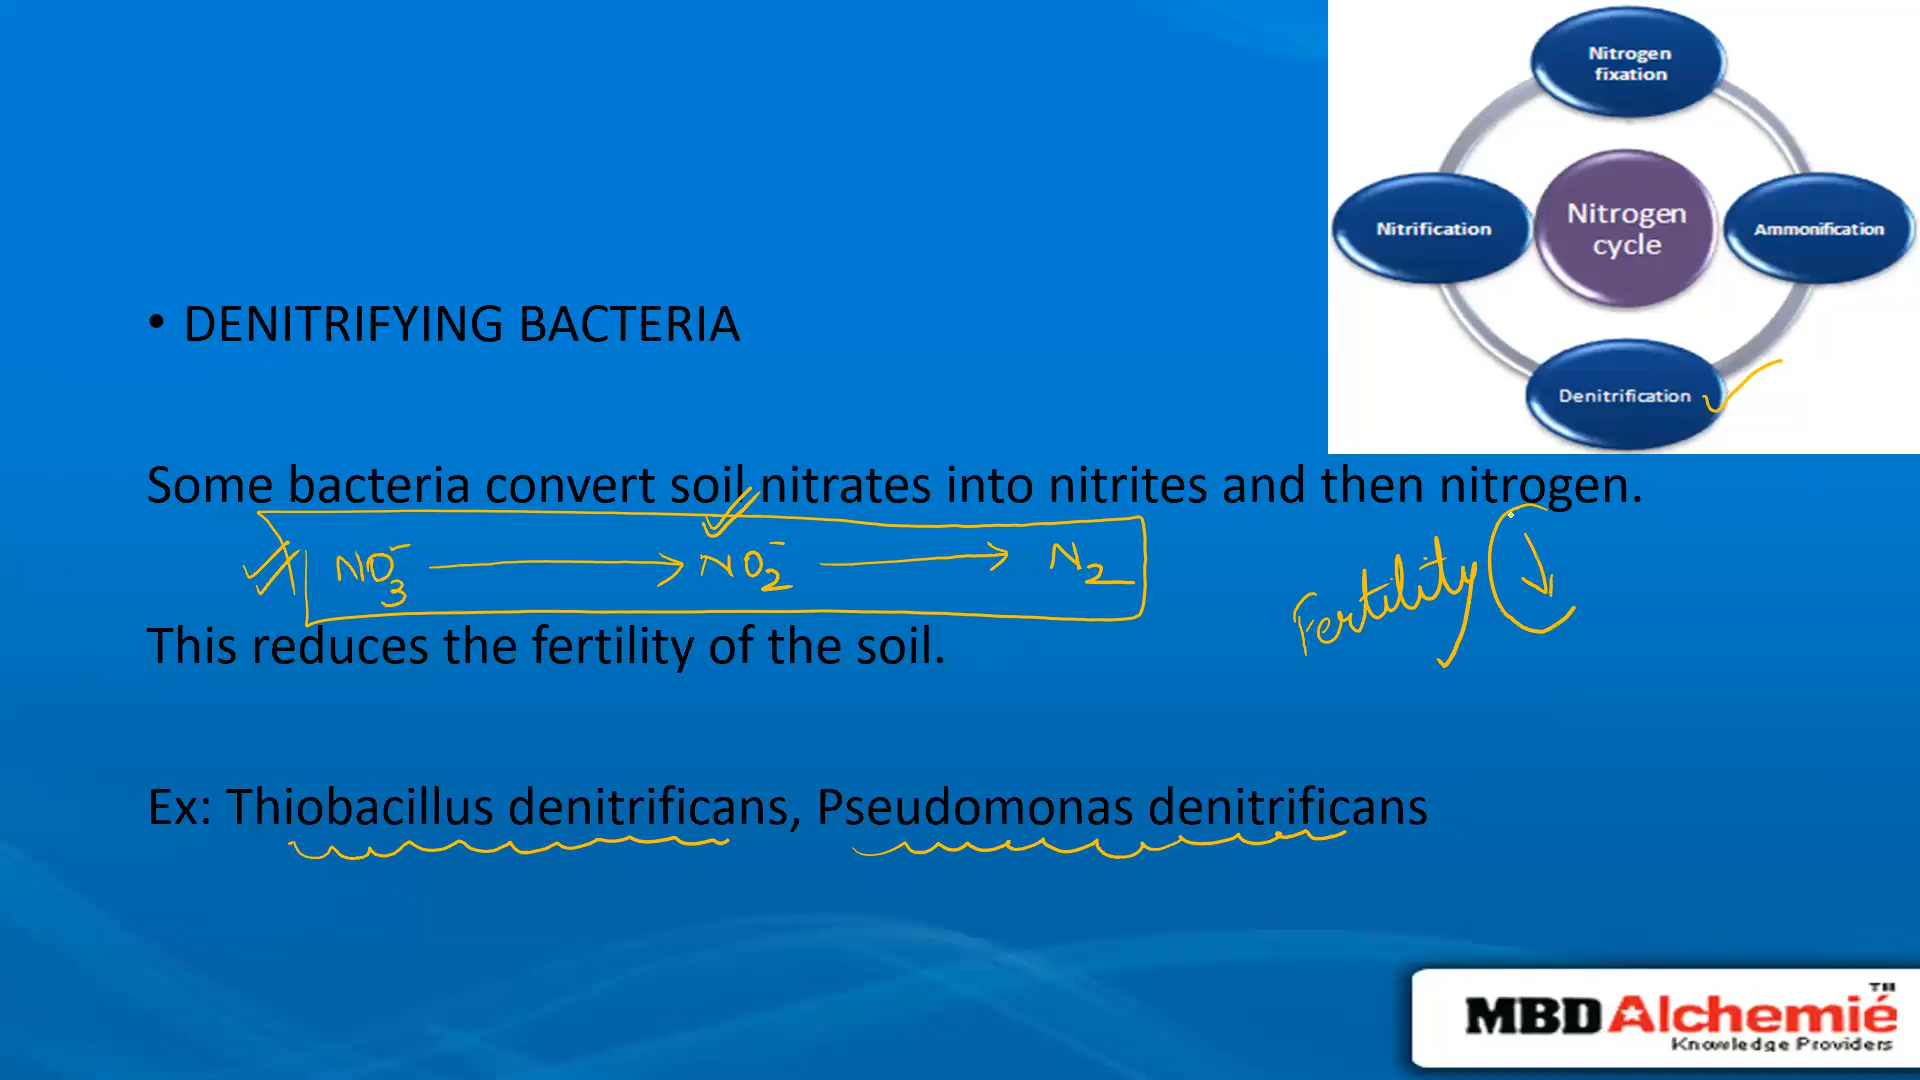 Nitrogen
fixation
Nitrification
Nitrogen
cycle
Ammonification
Denitrification
• DENITRIFYING BACTERIA
Some bacteria convert soil nitrates into nitrites and then nitrogen.
NO₃⁻ → NO₂⁻ → N₂
Fertility ↓
This reduces the fertility of the soil.
Ex: Thiobacillus denitrificans, Pseudomonas denitrificans
MBD Alchemié TM
Knowledge Providers